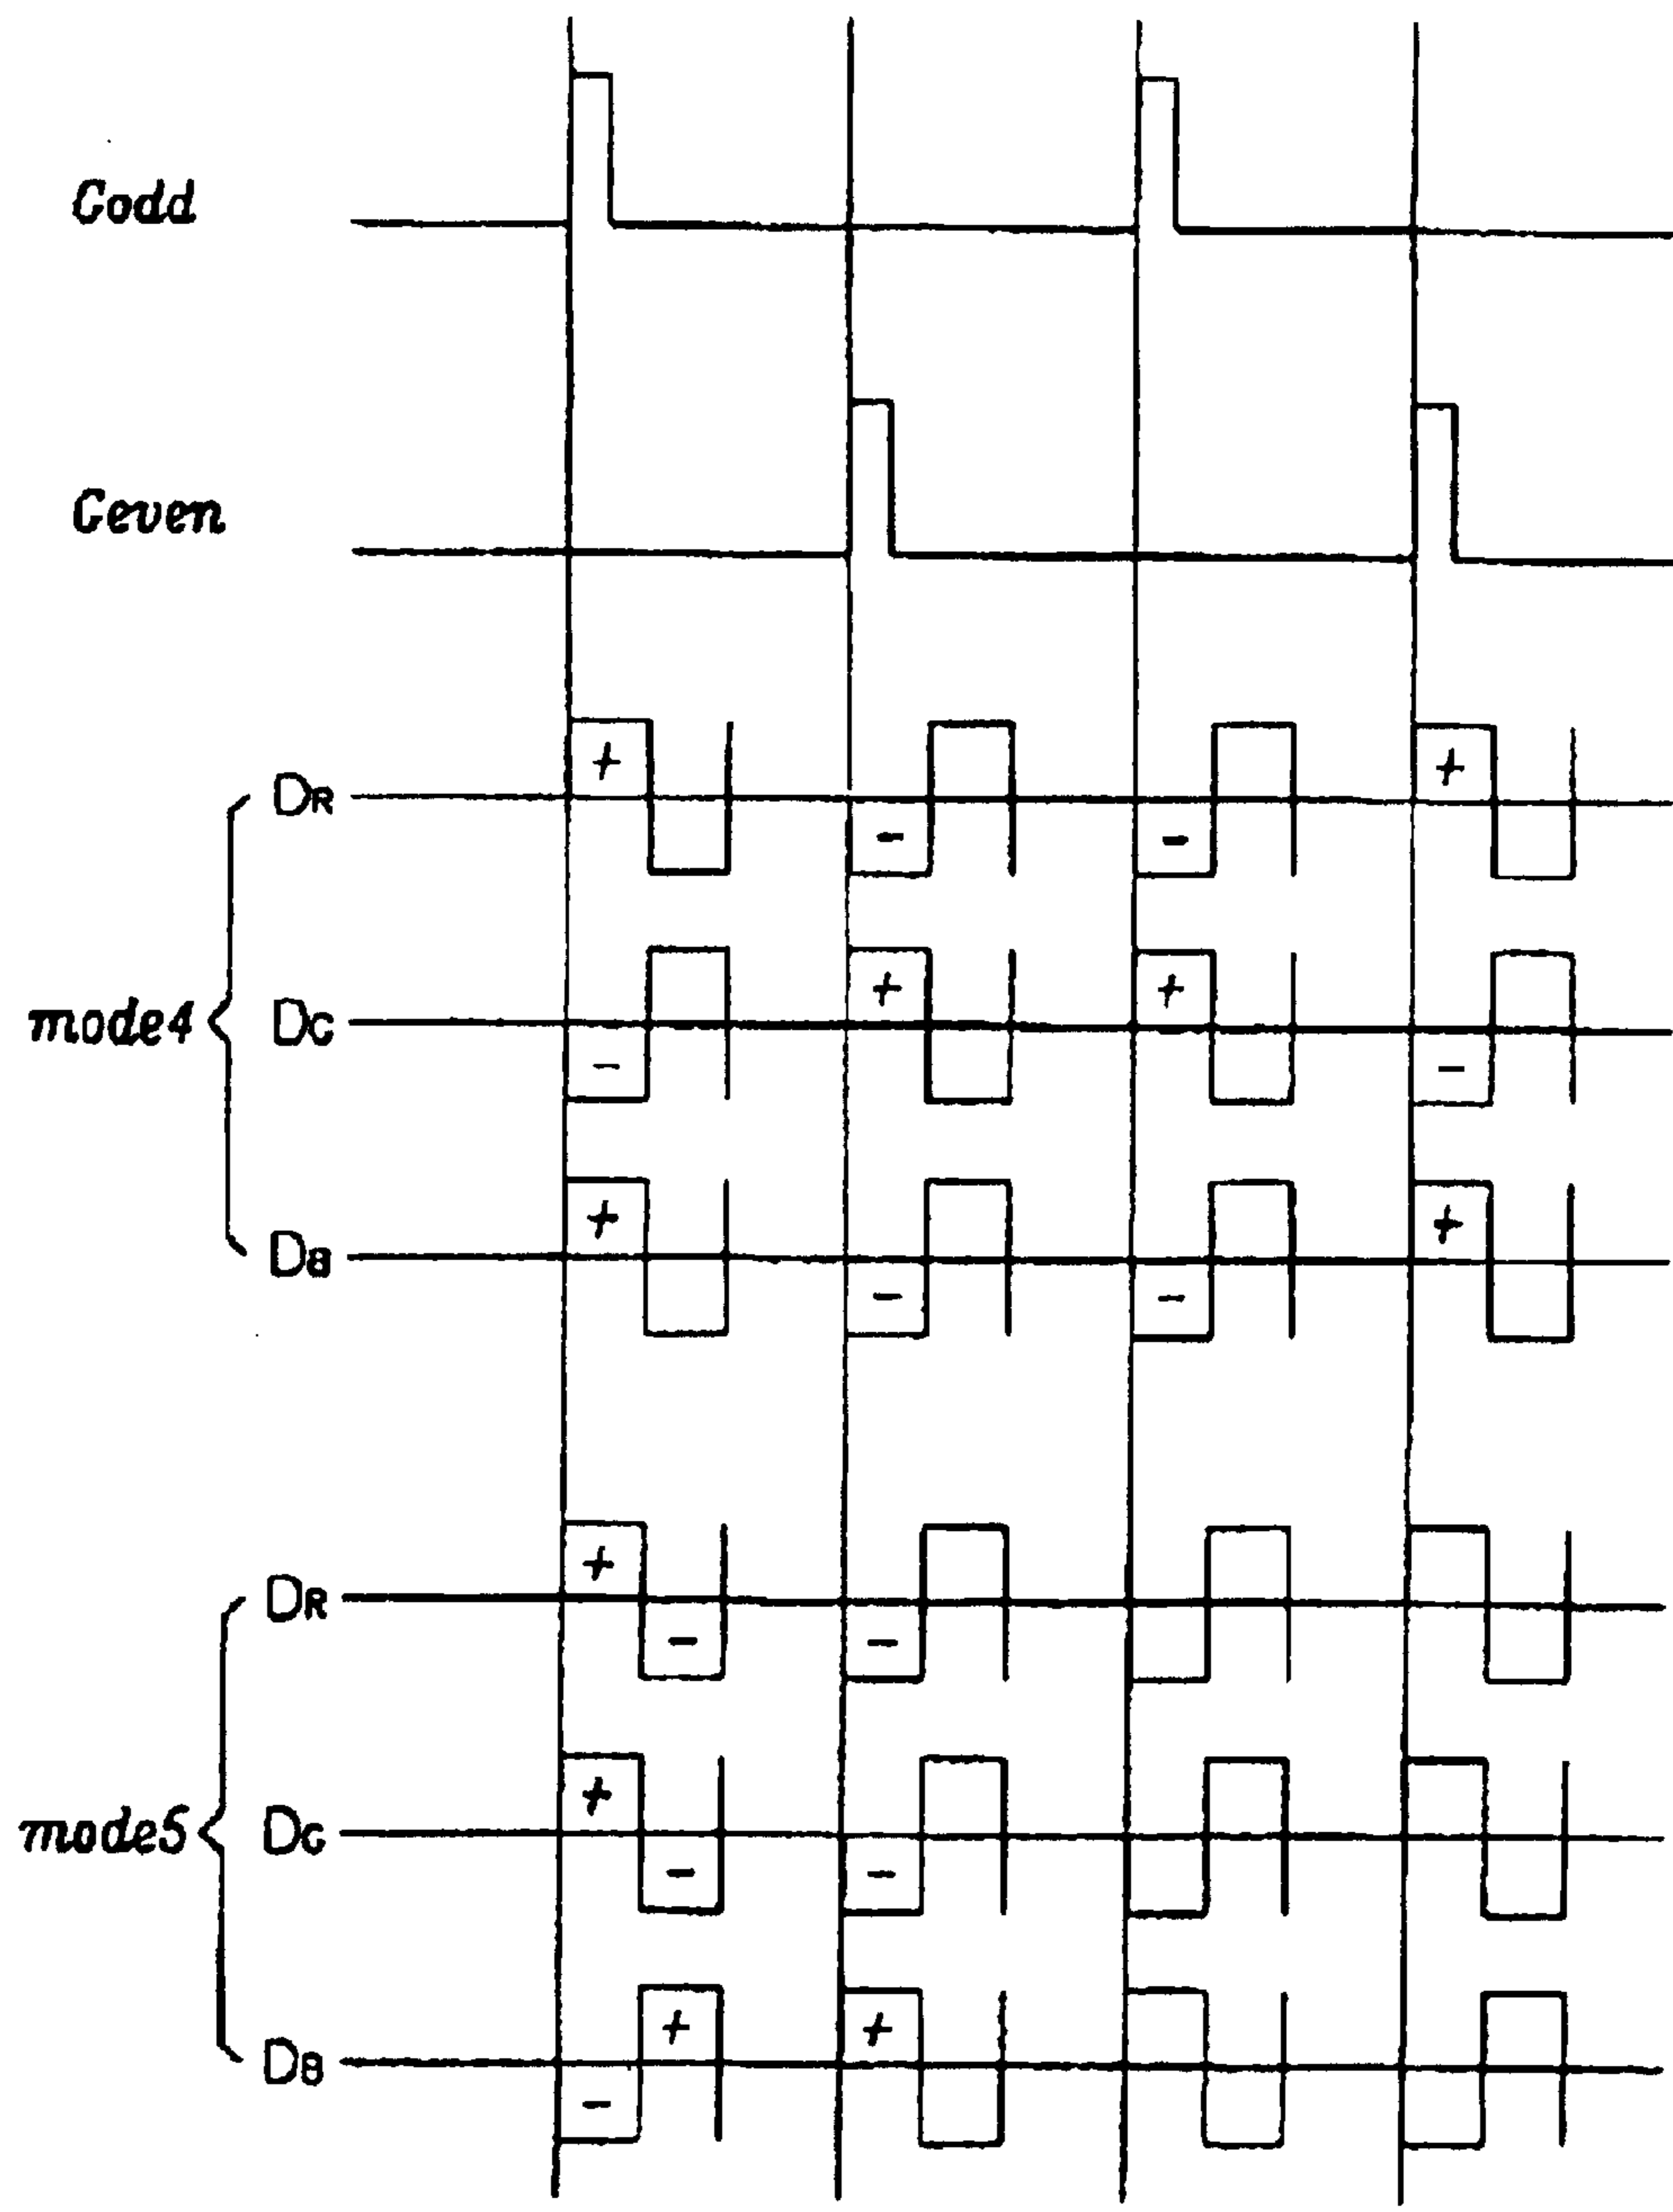 Godd
Geven
DR
+
+
-
-
mode4
DG
+
+
-
-
+
+
DB
-
-
+
DR
-
-
mode5
+
DG
-
-
+
+
DB
-